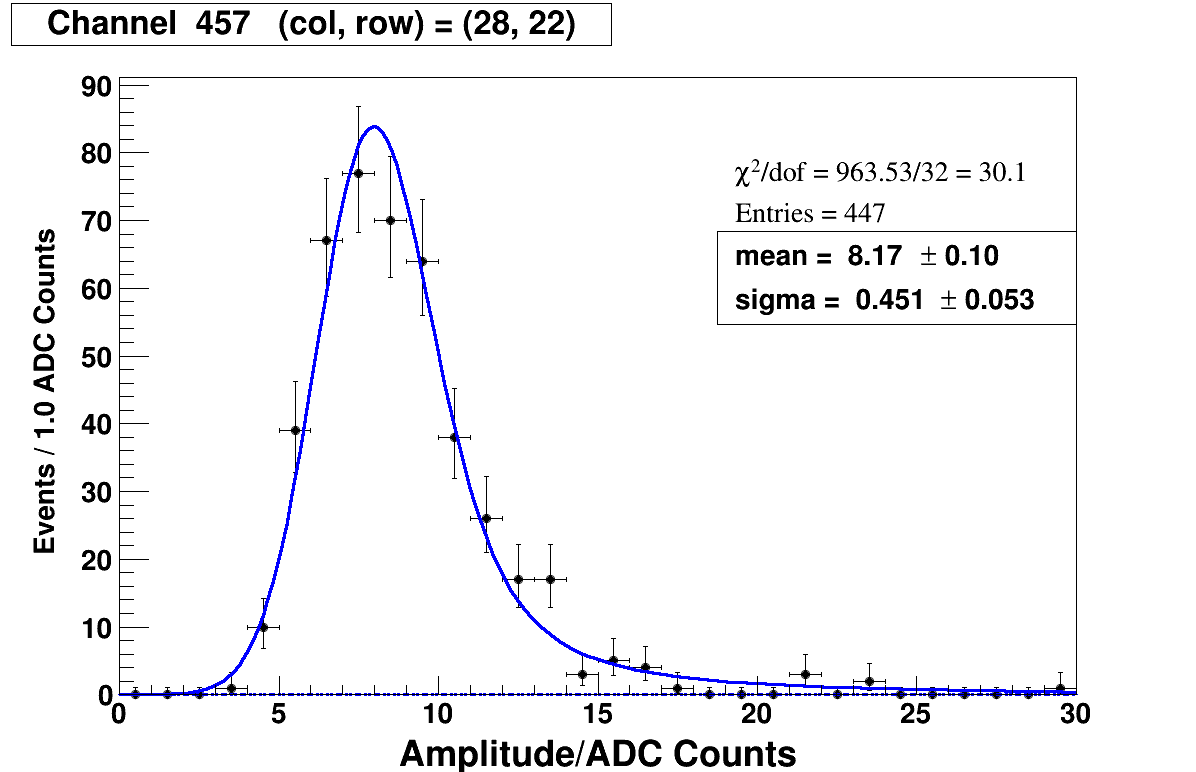 Channel 457 (col, row) = (28, 22)
90
80
70
60
50
40
30
20
10
0
Events / 1.0 ADC Counts
χ²/dof = 963.53/32 = 30.1
Entries = 447
mean = 8.17 ± 0.10
sigma = 0.451 ± 0.053
0 5 10 15 20 25 30
Amplitude/ADC Counts